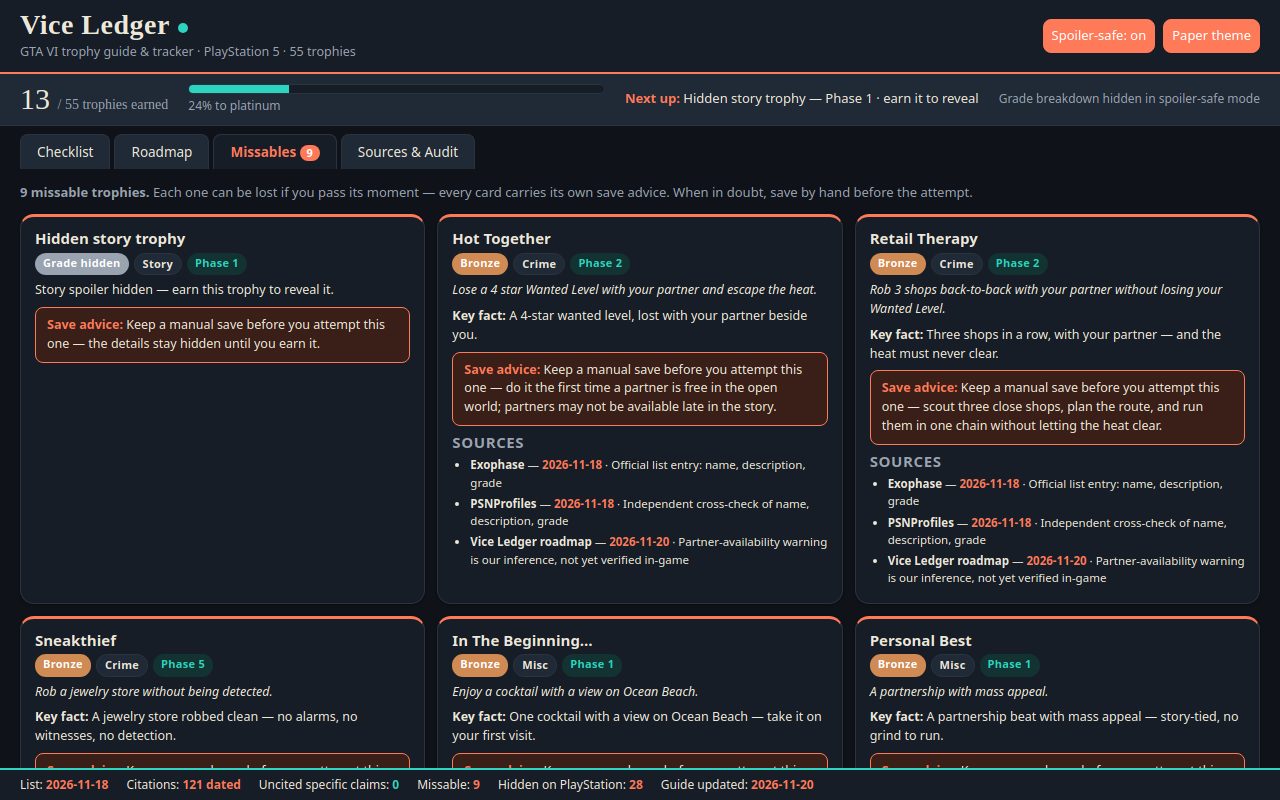 Vice Ledger
GTA VI trophy guide & tracker · PlayStation 5 · 55 trophies
Spoiler-safe: on
Paper theme
13 / 55 trophies earned
24% to platinum
Next up: Hidden story trophy — Phase 1 · earn it to reveal
Grade breakdown hidden in spoiler-safe mode
Checklist
Roadmap
Missables 9
Sources & Audit
9 missable trophies. Each one can be lost if you pass its moment — every card carries its own save advice. When in doubt, save by hand before the attempt.
Hidden story trophy
Grade hidden Story Phase 1
Story spoiler hidden — earn this trophy to reveal it.
Save advice: Keep a manual save before you attempt this
one — the details stay hidden until you earn it.
Hot Together
Bronze Crime Phase 2
Lose a 4 star Wanted Level with your partner and escape the heat.
Key fact: A 4-star wanted level, lost with your partner beside
you.
Save advice: Keep a manual save before you attempt this
one — do it the first time a partner is free in the open
world; partners may not be available late in the story.
SOURCES
• Exophase — 2026-11-18 · Official list entry: name, description,
grade
• PSNProfiles — 2026-11-18 · Independent cross-check of name,
description, grade
• Vice Ledger roadmap — 2026-11-20 · Partner-availability warning
is our inference, not yet verified in-game
Retail Therapy
Bronze Crime Phase 2
Rob 3 shops back-to-back with your partner without losing your
Wanted Level.
Key fact: Three shops in a row, with your partner — and the
heat must never clear.
Save advice: Keep a manual save before you attempt this
one — scout three close shops, plan the route, and run
them in one chain without letting the heat clear.
SOURCES
• Exophase — 2026-11-18 · Official list entry: name, description,
grade
• PSNProfiles — 2026-11-18 · Independent cross-check of name,
description, grade
• Vice Ledger roadmap — 2026-11-20 · Partner-availability warning
is our inference, not yet verified in-game
Sneakthief
Bronze Crime Phase 5
Rob a jewelry store without being detected.
Key fact: A jewelry store robbed clean — no alarms, no
witnesses, no detection.
In The Beginning...
Bronze Misc Phase 1
Enjoy a cocktail with a view on Ocean Beach.
Key fact: One cocktail with a view on Ocean Beach — take it on
your first visit.
Personal Best
Bronze Misc Phase 1
A partnership with mass appeal.
Key fact: A partnership beat with mass appeal — story-tied, no
grind to run.
List: 2026-11-18 Citations: 121 dated Uncited specific claims: 0 Missable: 9 Hidden on PlayStation: 28 Guide updated: 2026-11-20